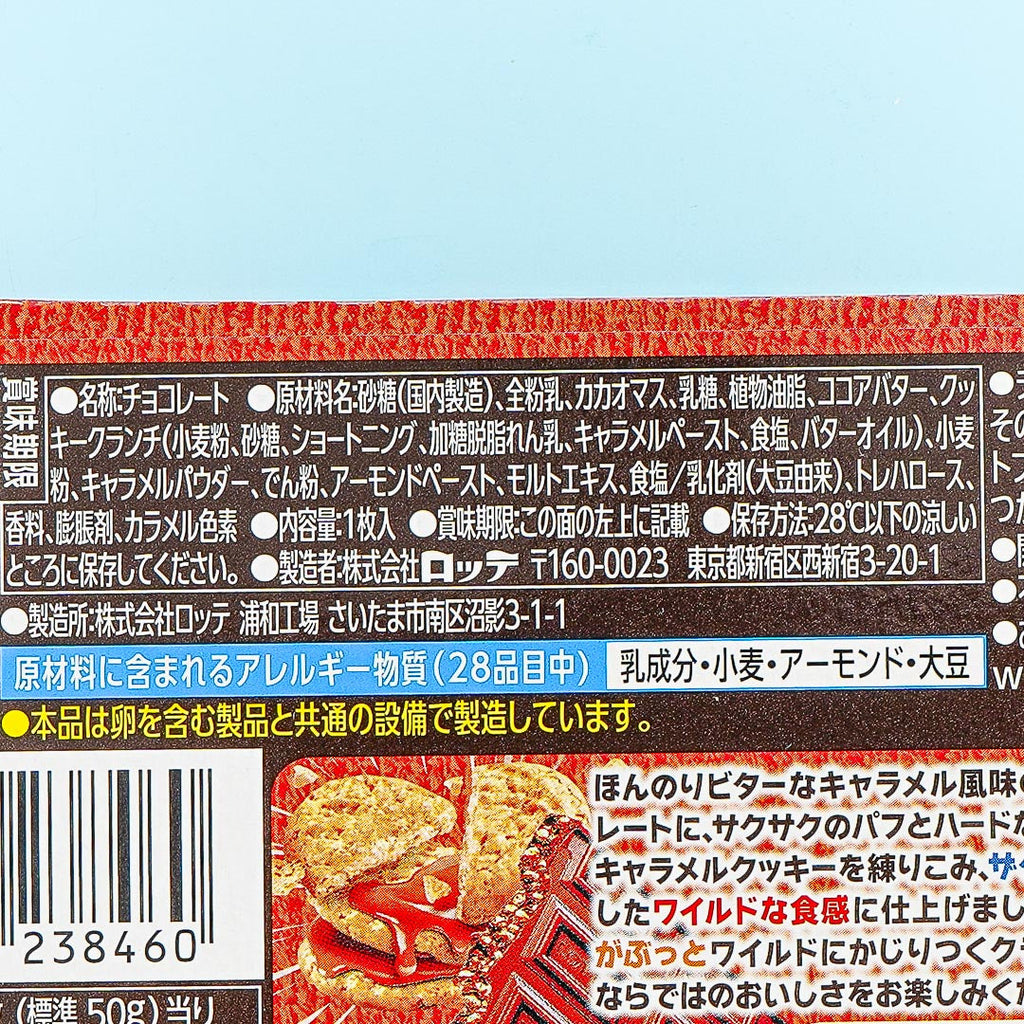 賞味期限
●名称:チョコレート ●原材料名:砂糖(国内製造)、全粉乳、カカオマス、乳糖、植物油脂、ココアバター、クッ
キークランチ(小麦粉、砂糖、ショートニング、加糖脱脂れん乳、キャラメルペースト、食塩、バターオイル)、小麦
粉、キャラメルパウダー、でん粉、アーモンドペースト、モルトエキス、食塩/乳化剤(大豆由来)、トレハロース、
香料、膨脹剤、カラメル色素 ●内容量:1枚入 ●賞味期限:この面の左上に記載 ●保存方法:28℃以下の涼しい
ところに保存してください。 ●製造者:株式会社ロッテ 〒160-0023 東京都新宿区西新宿3-20-1
●製造所:株式会社ロッテ 浦和工場 さいたま市南区沼影3-1-1
原材料に含まれるアレルギー物質(28品目中) 乳成分・小麦・アーモンド・大豆
●本品は卵を含む製品と共通の設備で製造しています。
238460
(標準50g)当り
ほんのりビターなキャラメル風味
レートに、サクサクのパフとハード
キャラメルクッキーを練りこみ、ザ
したワイルドな食感に仕上げまし
がぶっとワイルドにかじりつく
ならではのおいしさをお楽しみく